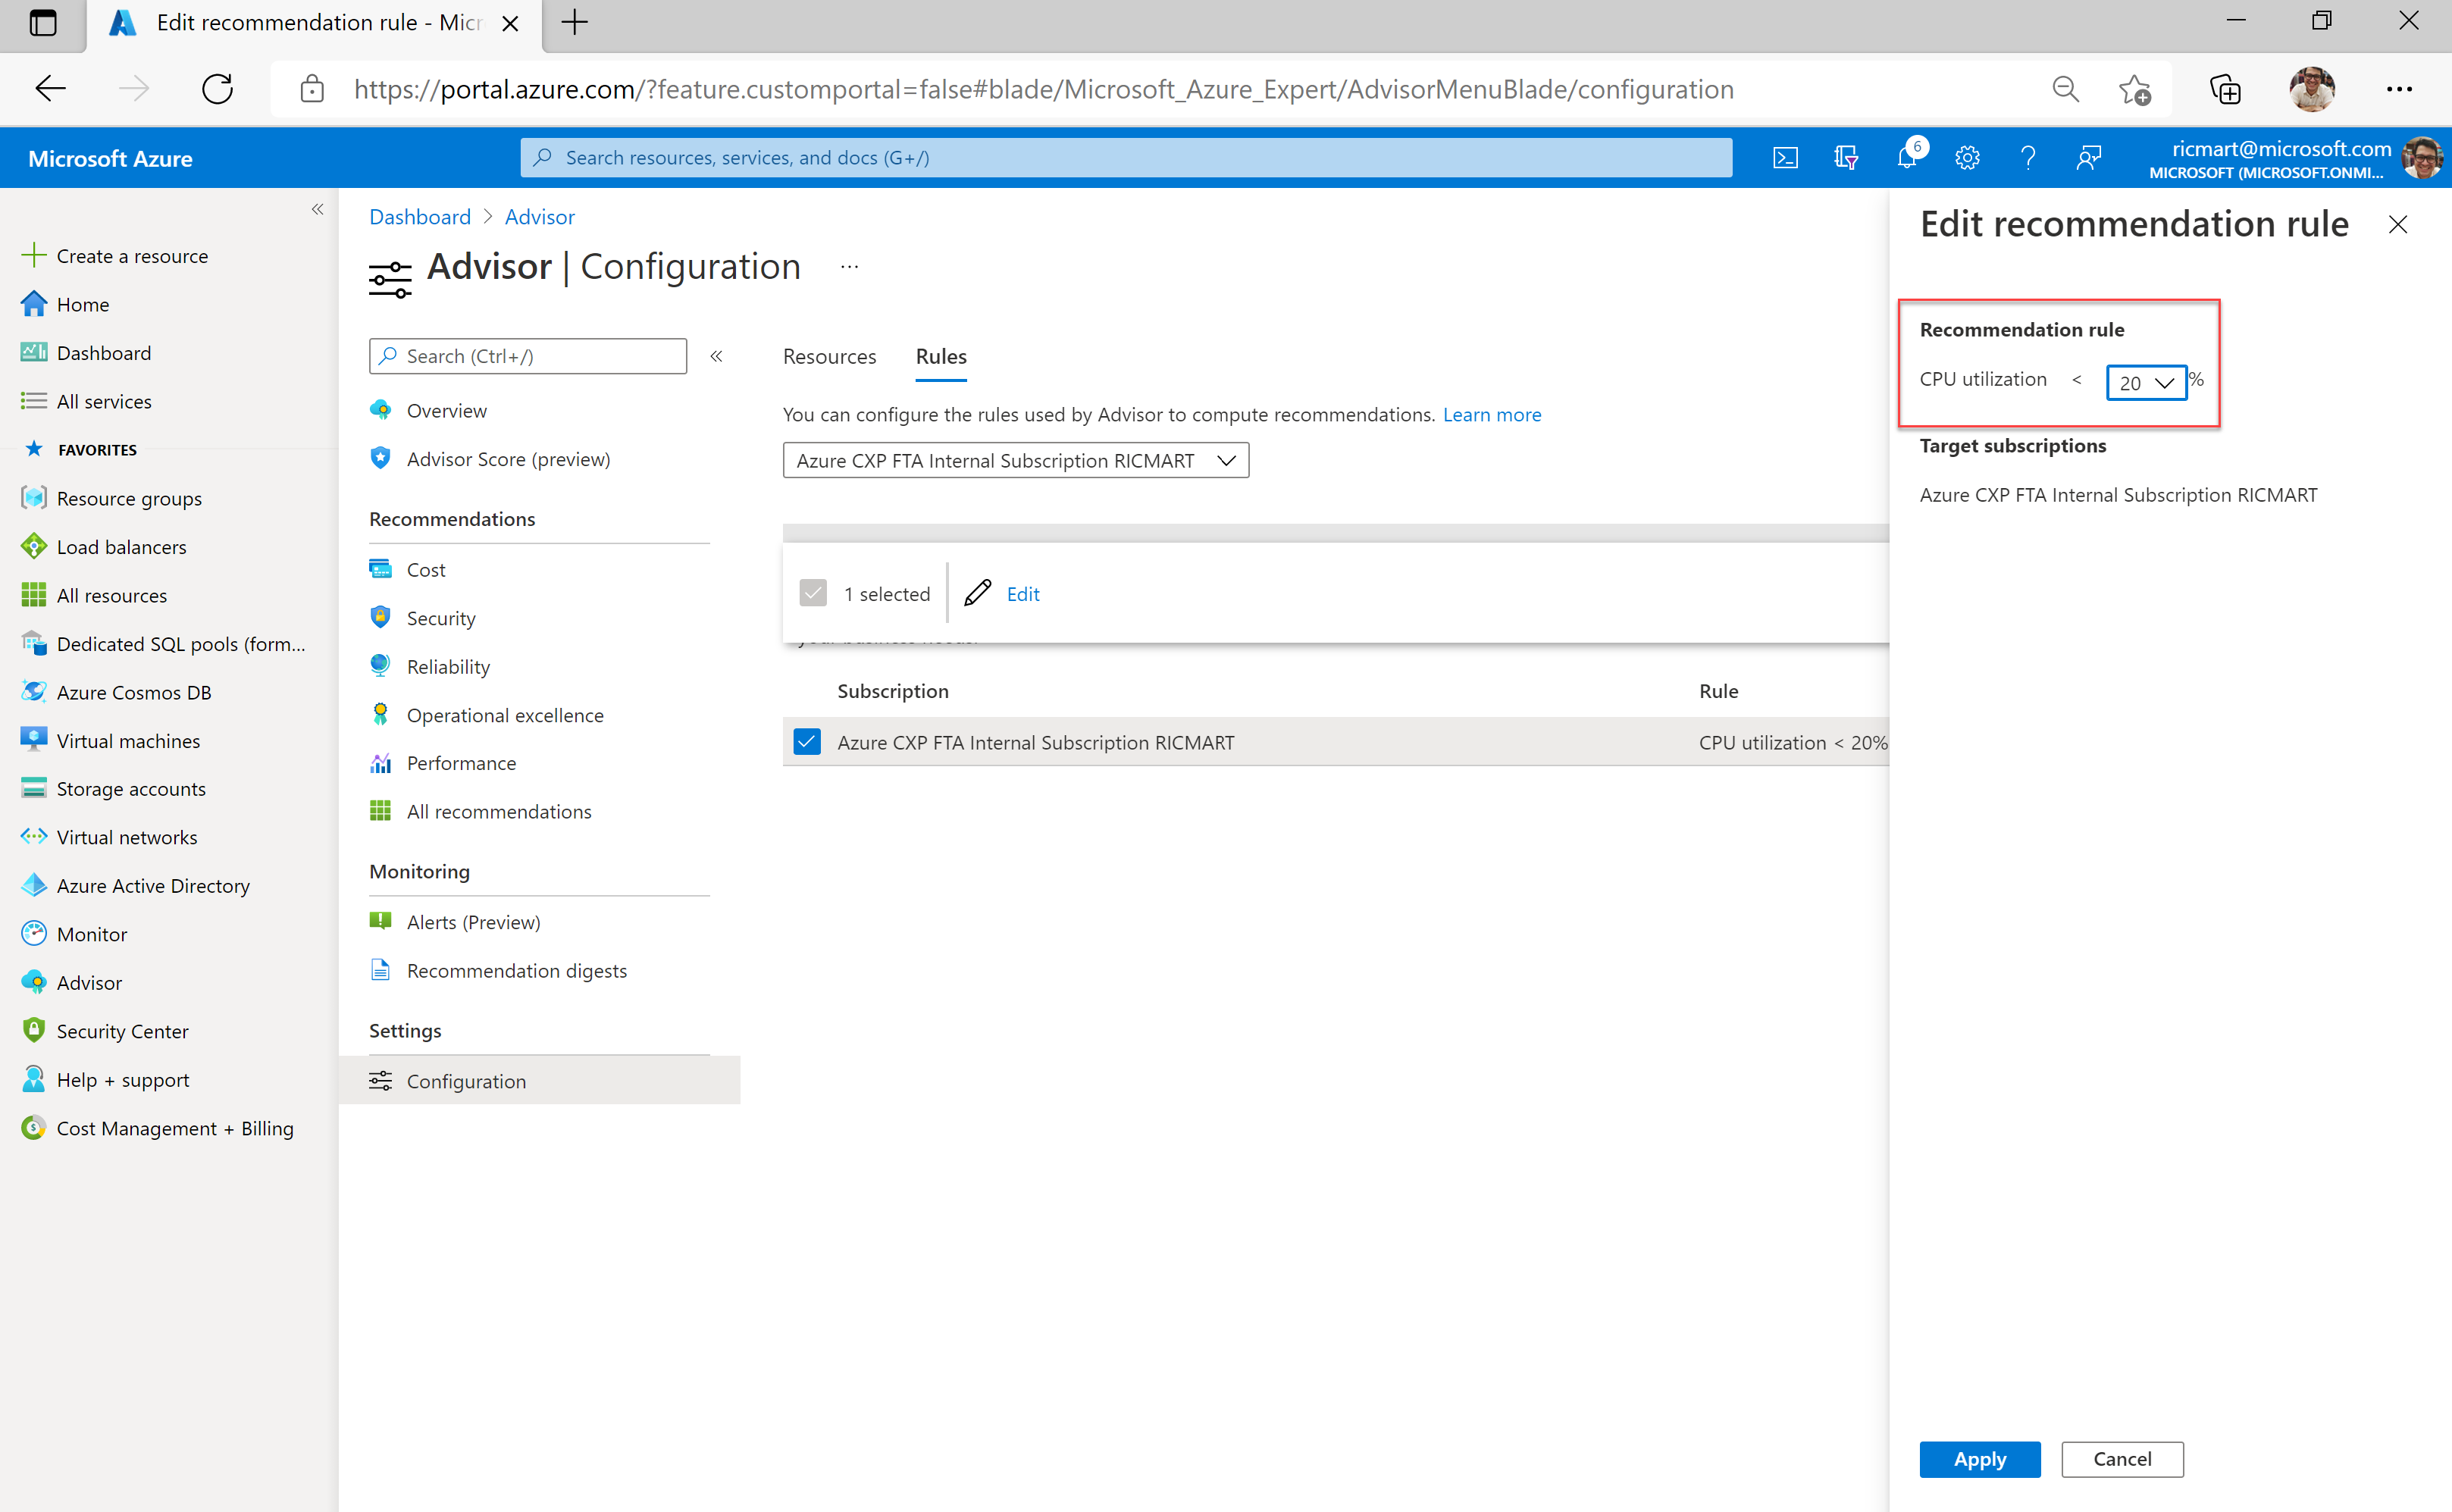 Edit recommendation rule - Micr
https://portal.azure.com/?feature.customportal=false#blade/Microsoft_Azure_Expert/AdvisorMenuBlade/configuration
Microsoft Azure
Search resources, services, and docs (G+/)
6
ricmart@microsoft.com
MICROSOFT (MICROSOFT.ONMI...
Create a resource
Home
Dashboard
All services
FAVORITES
Resource groups
Load balancers
All resources
Dedicated SQL pools (form...
Azure Cosmos DB
Virtual machines
Storage accounts
Virtual networks
Azure Active Directory
Monitor
Advisor
Security Center
Help + support
Cost Management + Billing
Dashboard > Advisor
Advisor | Configuration ...
Search (Ctrl+/)
Overview
Advisor Score (preview)
Recommendations
Cost
Security
Reliability
Operational excellence
Performance
All recommendations
Monitoring
Alerts (Preview)
Recommendation digests
Settings
Configuration
Resources Rules
You can configure the rules used by Advisor to compute recommendations. Learn more
Azure CXP FTA Internal Subscription RICMART
1 selected Edit
your business needs.
Subscription Rule
Azure CXP FTA Internal Subscription RICMART CPU utilization < 20%
Edit recommendation rule
Recommendation rule
CPU utilization < 20 %
Target subscriptions
Azure CXP FTA Internal Subscription RICMART
Apply Cancel